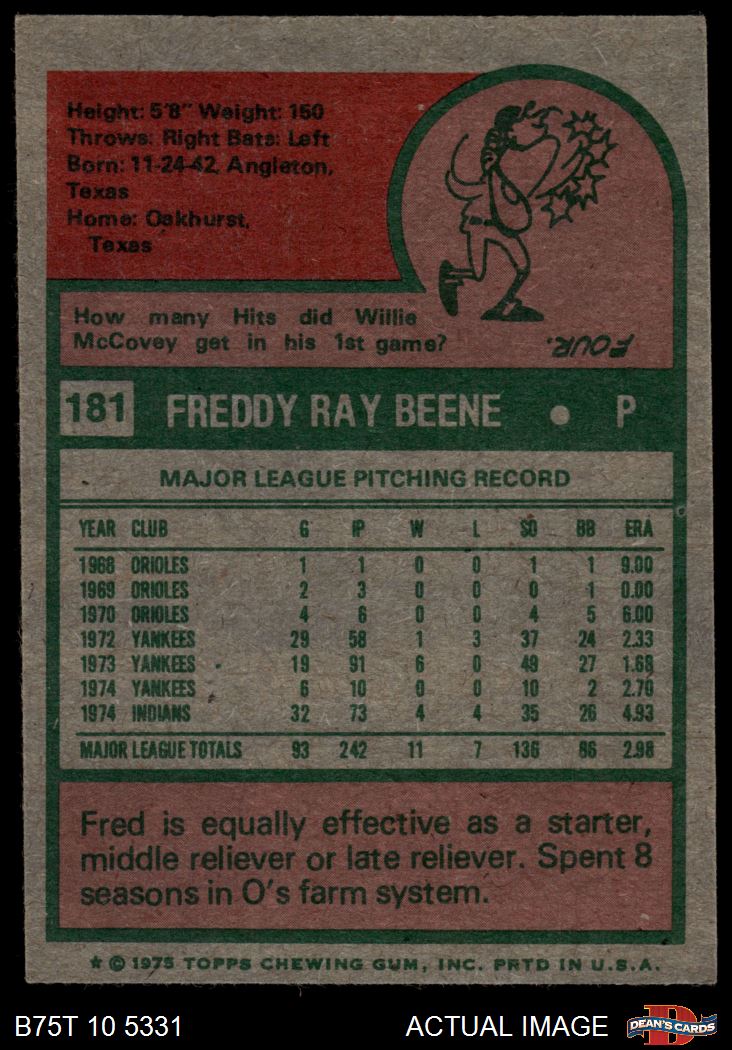 Height: 5'8" Weight: 150
Throws: Right Bats: Left
Born: 11-24-42, Angleton,
Texas
Home: Oakhurst,
Texas
How many Hits did Willie
McCovey get in his 1st game?
FOUR.
181 FREDDY RAY BEENE • P
MAJOR LEAGUE PITCHING RECORD
YEAR CLUB G IP W L SO BB ERA
1968 ORIOLES 1 1 0 0 1 1 9.00
1969 ORIOLES 2 3 0 0 0 1 0.00
1970 ORIOLES 4 6 0 0 4 5 6.00
1972 YANKEES 29 58 1 3 37 24 2.33
1973 YANKEES 19 91 6 0 49 27 1.68
1974 YANKEES 6 10 0 0 10 2 2.70
1974 INDIANS 32 73 4 4 35 26 4.93
MAJOR LEAGUE TOTALS 93 242 11 7 136 86 2.98
Fred is equally effective as a starter,
middle reliever or late reliever. Spent 8
seasons in O's farm system.
★ © 1975 TOPPS CHEWING GUM, INC. PRTD IN U.S.A.
B75T 10 5331 ACTUAL IMAGE D DEAN'S CARDS